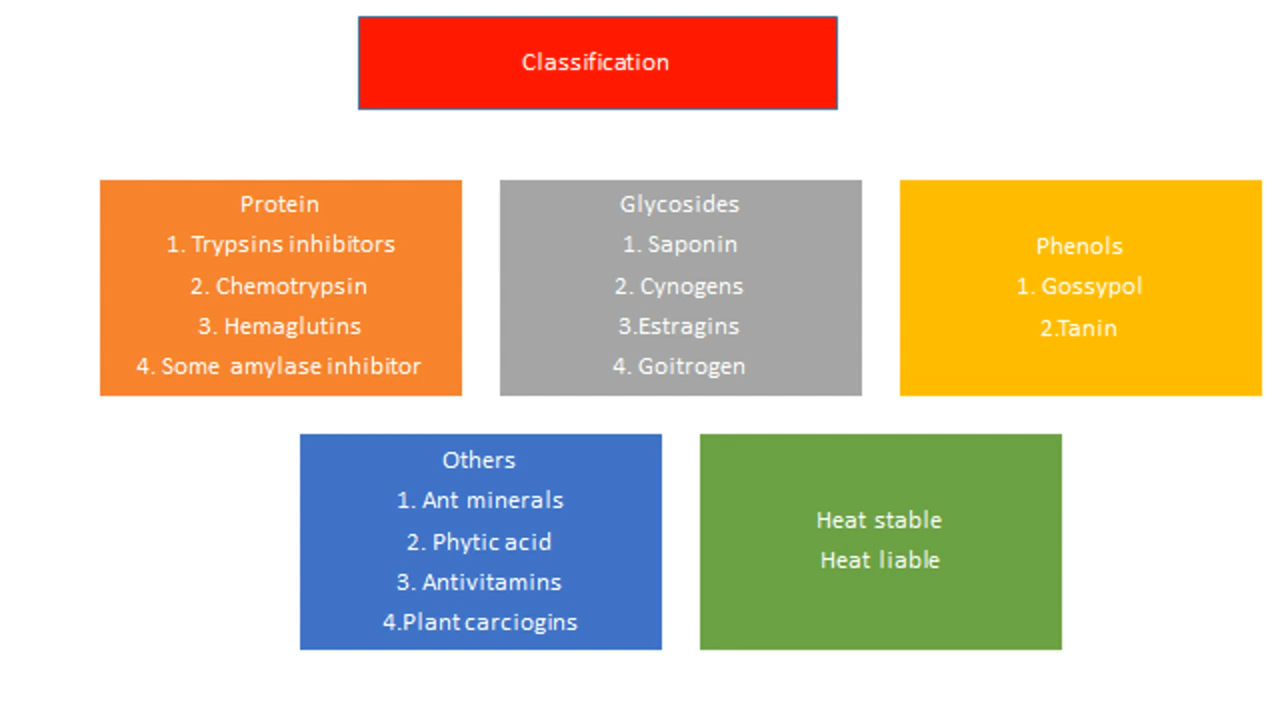 Classification
Protein
1. Trypsins inhibitors
2. Chemotrypsin
3. Hemaglutins
4. Some amylase inhibitor
Glycosides
1. Saponin
2. Cynogens
3.Estragins
4. Goitrogen
Phenols
1. Gossypol
2.Tanin
Others
1. Ant minerals
2. Phytic acid
3. Antivitamins
4.Plant carciogins
Heat stable
Heat liable